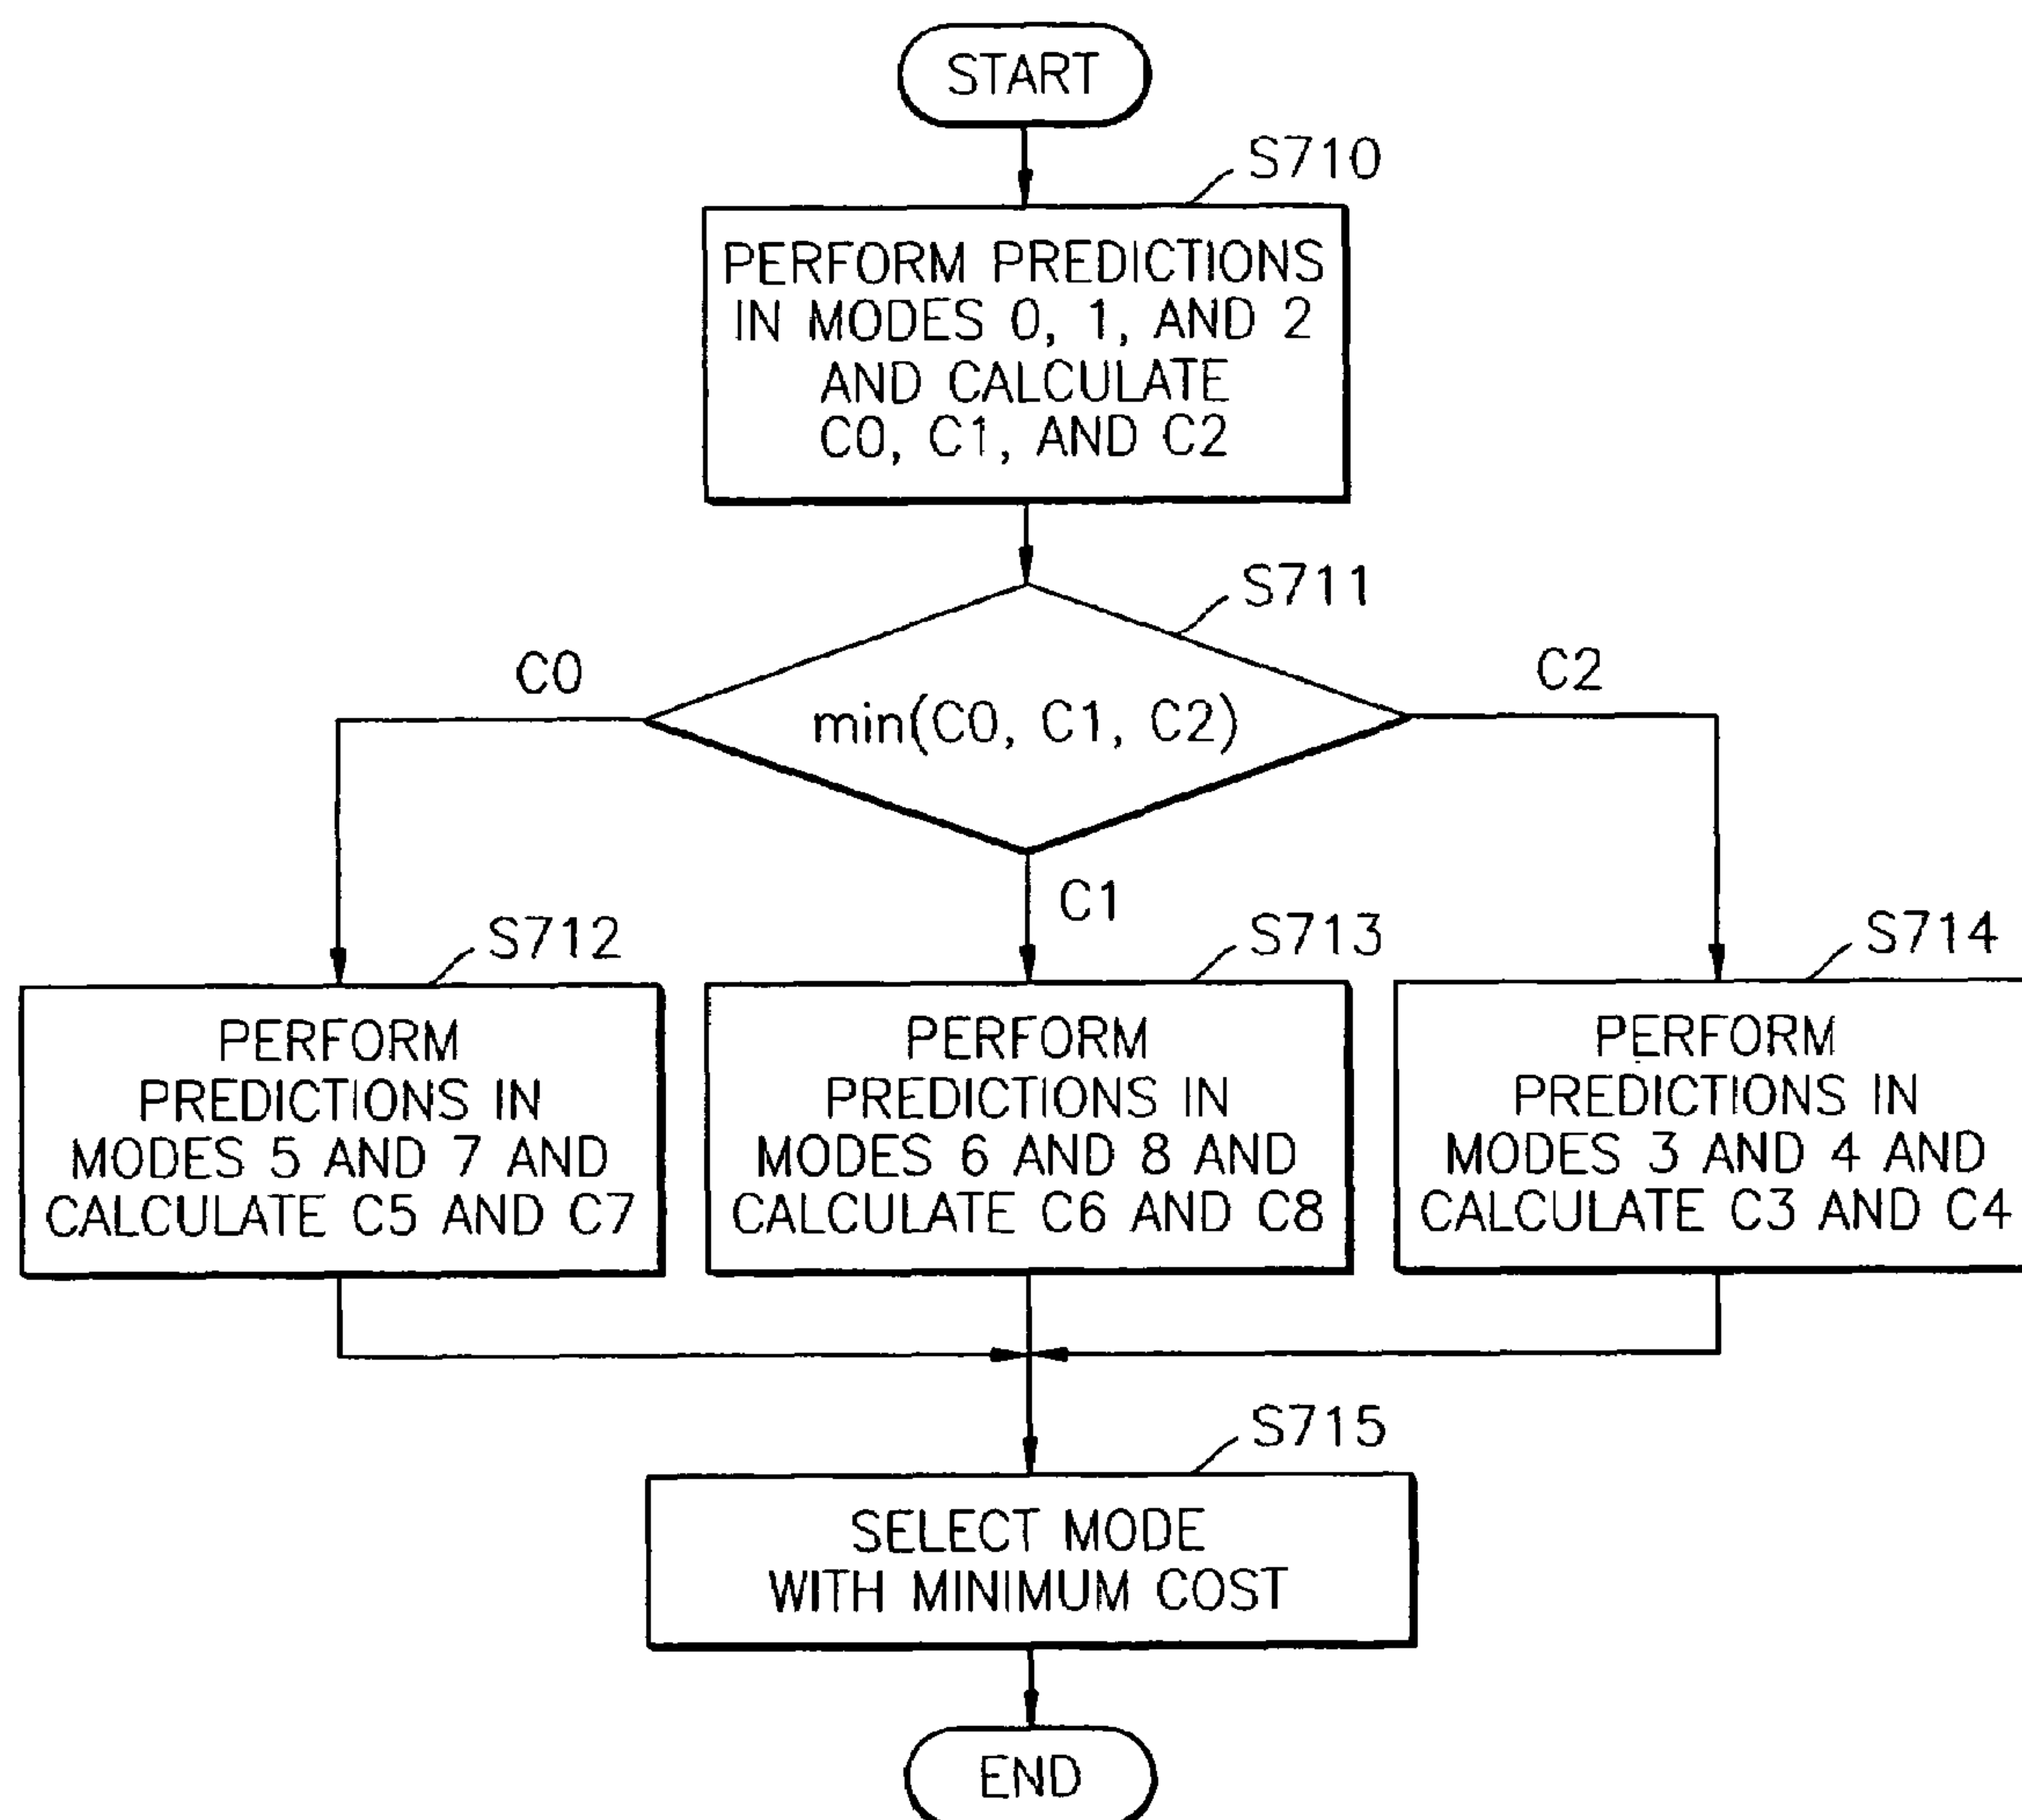 START
S710
PERFORM PREDICTIONS
IN MODES 0, 1, AND 2
AND CALCULATE
C0, C1, AND C2
S711
C0
min(C0, C1, C2)
C2
C1
S712
PERFORM
PREDICTIONS IN
MODES 5 AND 7 AND
CALCULATE C5 AND C7
S713
PERFORM
PREDICTIONS IN
MODES 6 AND 8 AND
CALCULATE C6 AND C8
S714
PERFORM
PREDICTIONS IN
MODES 3 AND 4 AND
CALCULATE C3 AND C4
S715
SELECT MODE
WITH MINIMUM COST
END